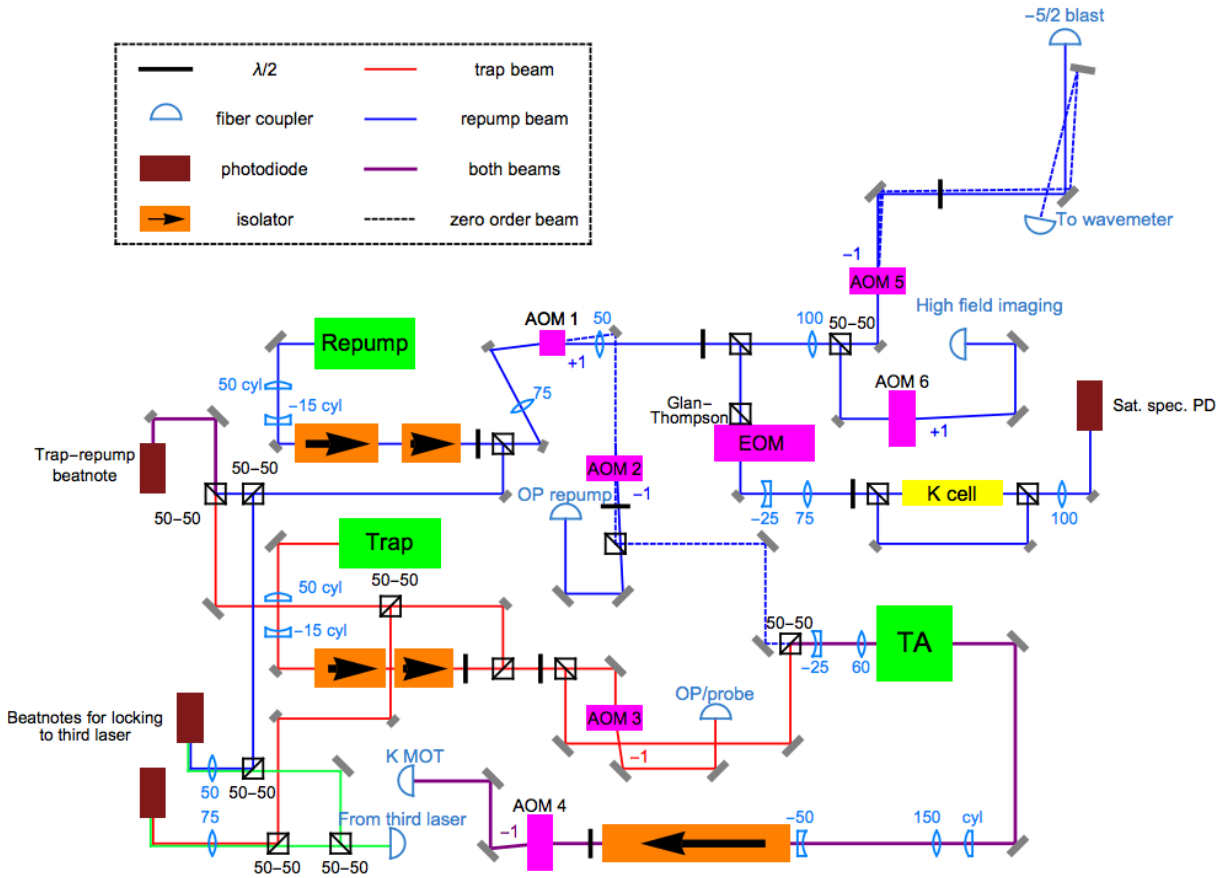 −5/2 blast
λ/2
trap beam
fiber coupler
repump beam
photodiode
both beams
isolator
zero order beam
To wavemeter
−1
AOM 5
High field imaging
AOM 1
50
100
50−50
Repump
+1
50 cyl
−15 cyl
75
AOM 6
Glan−
Thompson
Sat. spec. PD
+1
EOM
Trap−repump
beatnote
50−50
AOM 2
−1
OP repump
K cell
50−50
−25
75
100
Trap
50−50
50 cyl
−15 cyl
50−50
TA
−25
60
OP/probe
Beatnotes for locking
to third laser
AOM 3
−1
K MOT
50
50−50
AOM 4
75
From third laser
−1
−50
150
cyl
50−50
50−50